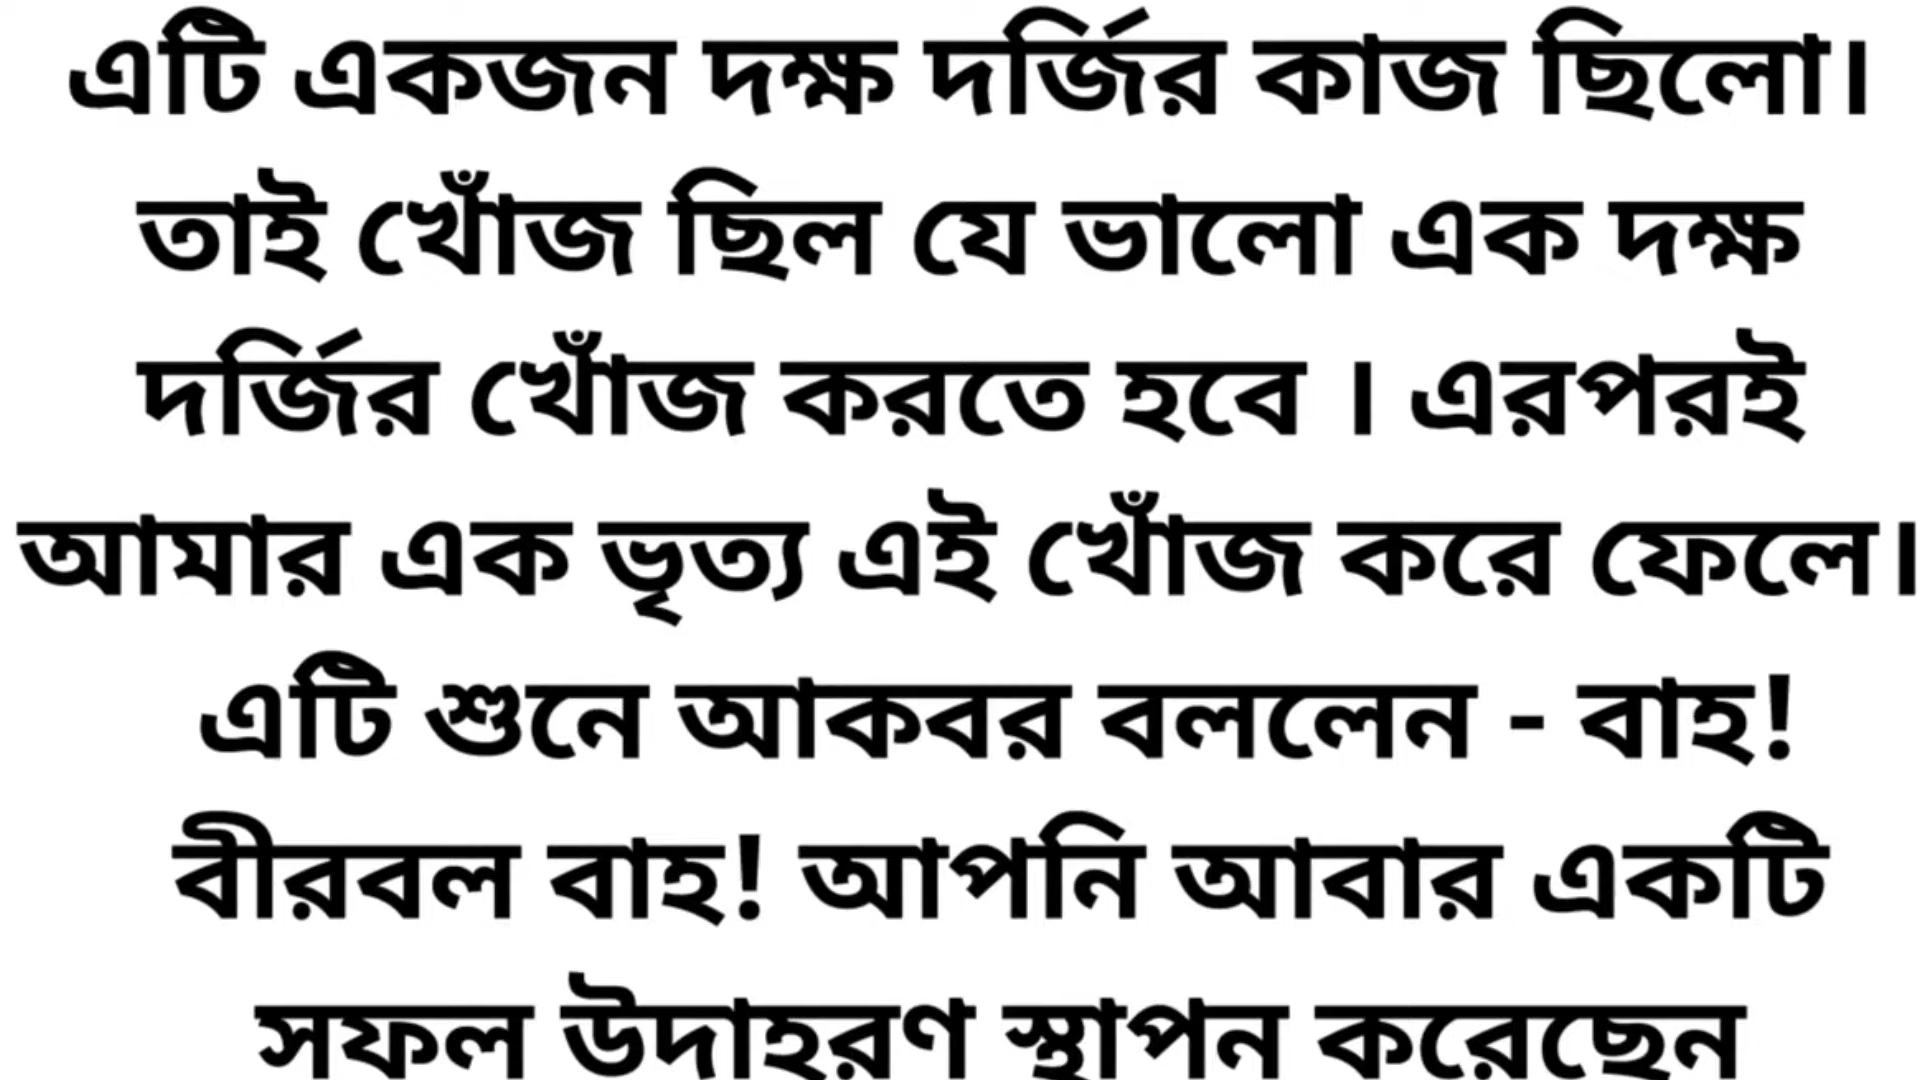 এটি একজন দক্ষ দর্জির কাজ ছিলো।
তাই খোঁজ ছিল যে ভালো এক দক্ষ
দর্জির খোঁজ করতে হবে । এরপরই
আমার এক ভৃত্য এই খোঁজ করে ফেলে।
এটি শুনে আকবর বললেন - বাহ!
বীরবল বাহ! আপনি আবার একটি
সফল উদাহরণ স্থাপন করেছেন